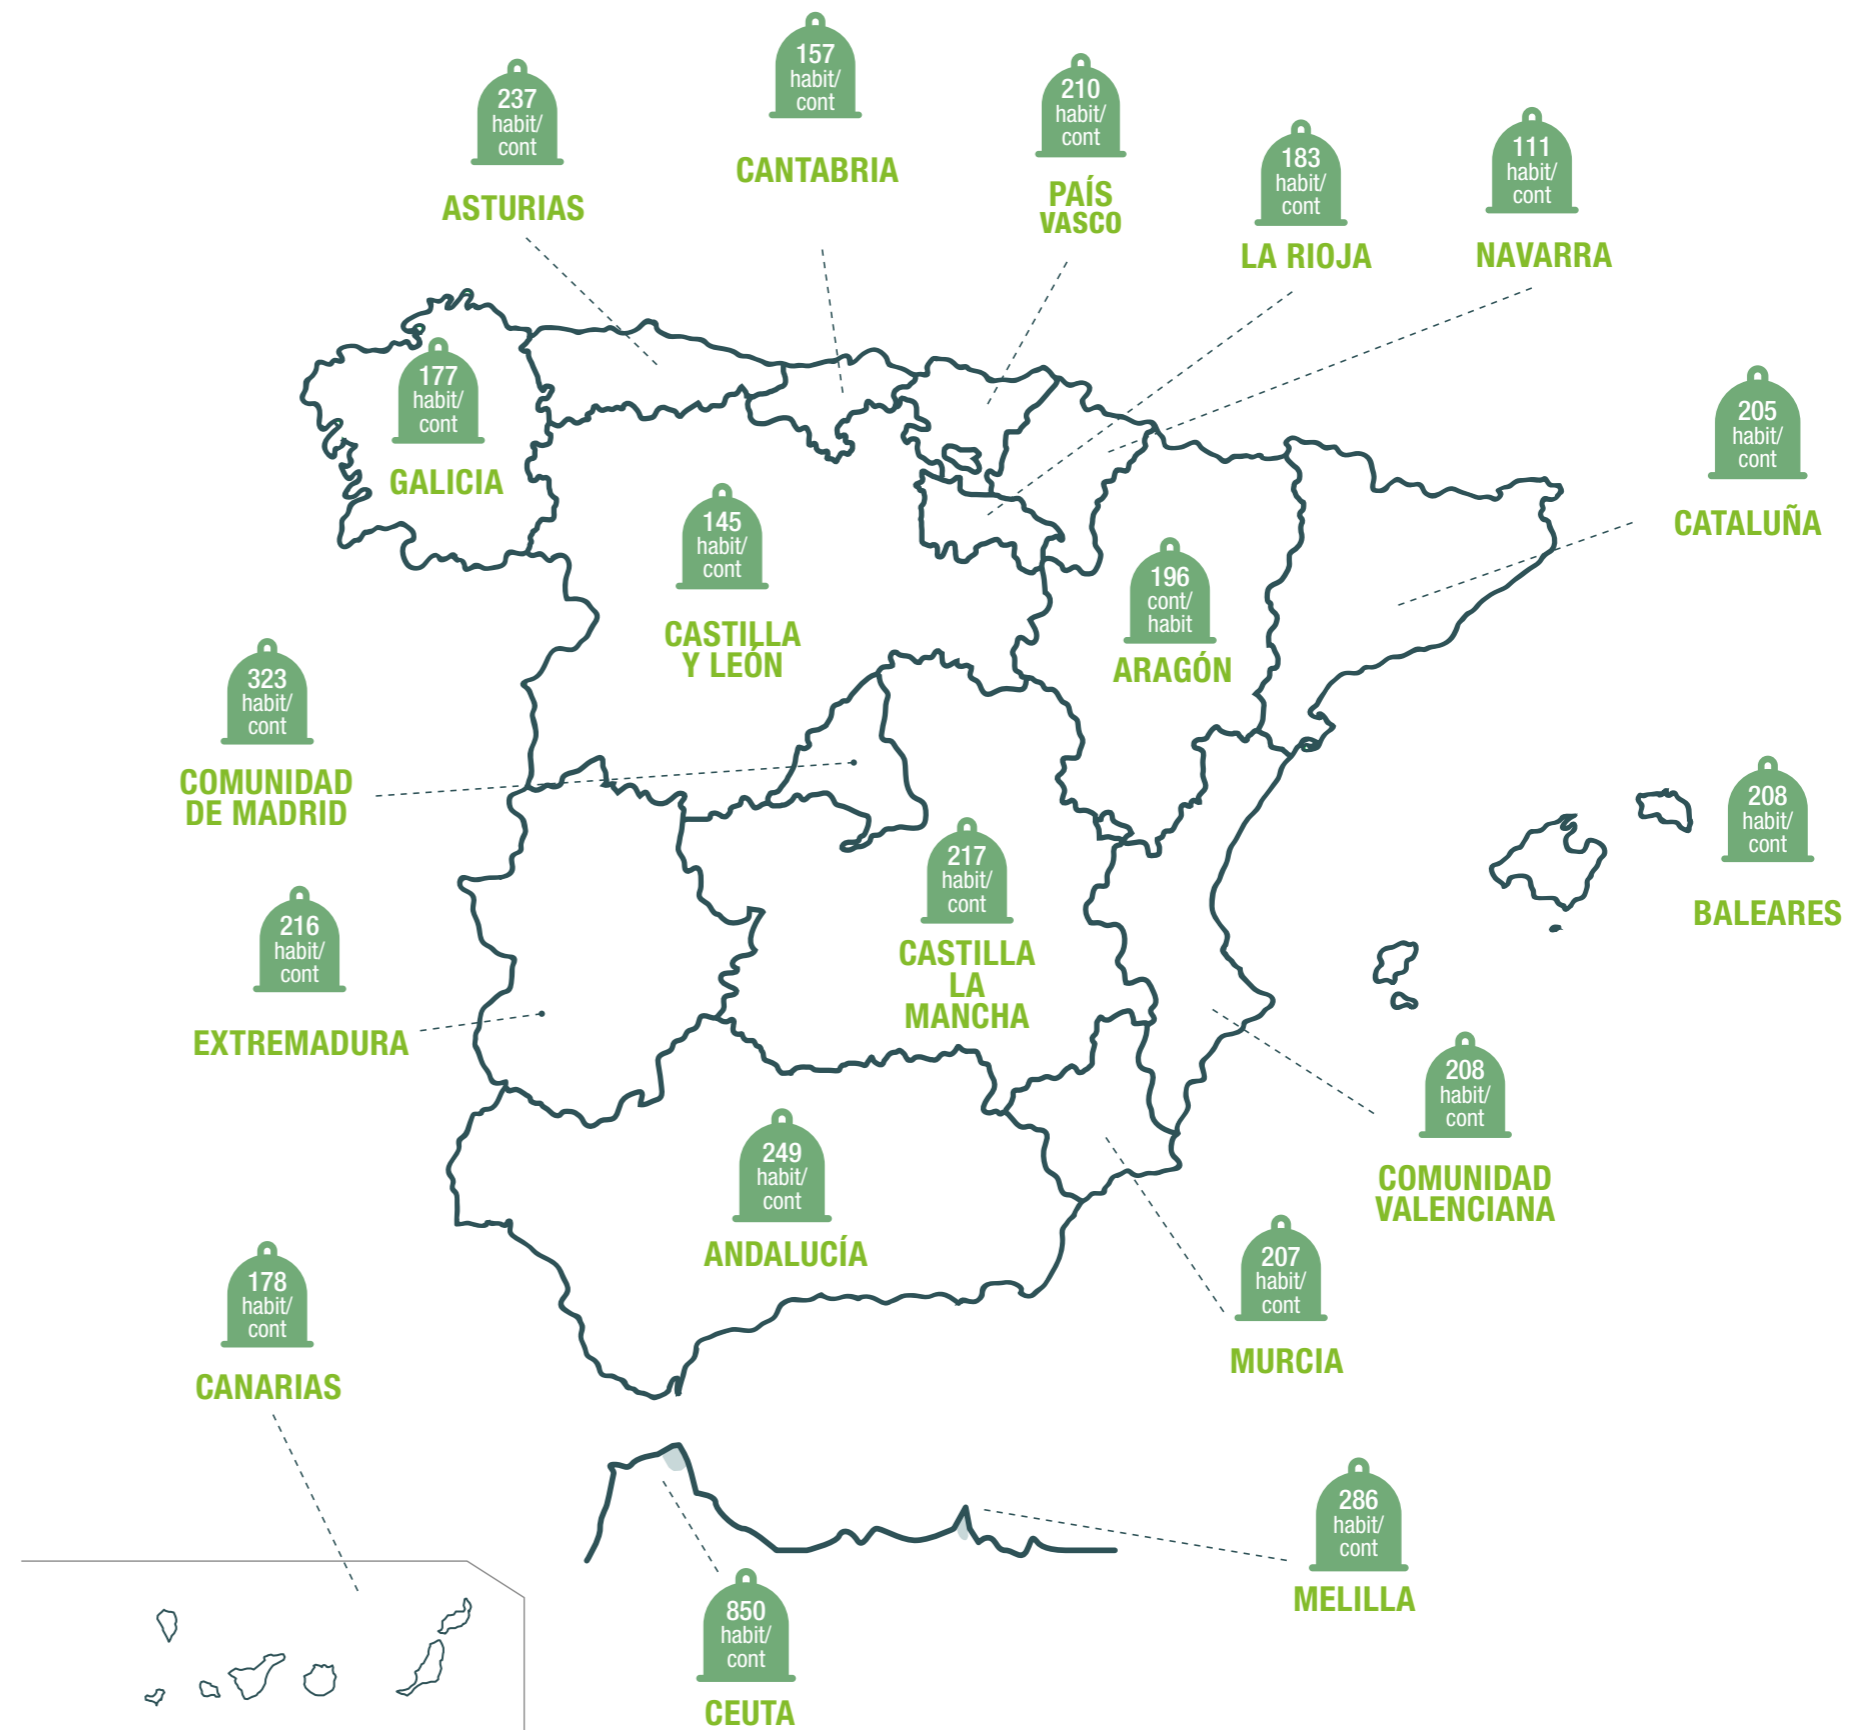 157
habit/
cont
CANTABRIA
237
habit/
cont
ASTURIAS
210
habit/
cont
PAÍS
VASCO
183
habit/
cont
LA RIOJA
111
habit/
cont
NAVARRA
177
habit/
cont
GALICIA
205
habit/
cont
CATALUÑA
145
habit/
cont
CASTILLA
Y LEÓN
196
cont/
habit
ARAGÓN
323
habit/
cont
COMUNIDAD
DE MADRID
208
habit/
cont
BALEARES
217
habit/
cont
CASTILLA
LA
MANCHA
216
habit/
cont
EXTREMADURA
208
habit/
cont
COMUNIDAD
VALENCIANA
249
habit/
cont
ANDALUCÍA
207
habit/
cont
MURCIA
178
habit/
cont
CANARIAS
286
habit/
cont
MELILLA
850
habit/
cont
CEUTA